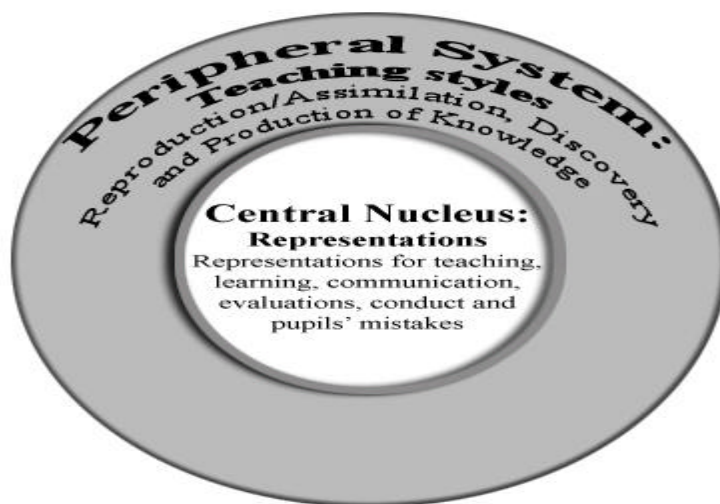 Peripheral System:
Teaching styles
Reproduction/Assimilation, Discovery
and Production of Knowledge
Central Nucleus:
Representations
Representations for teaching,
learning, communication,
evaluations, conduct and
pupils' mistakes